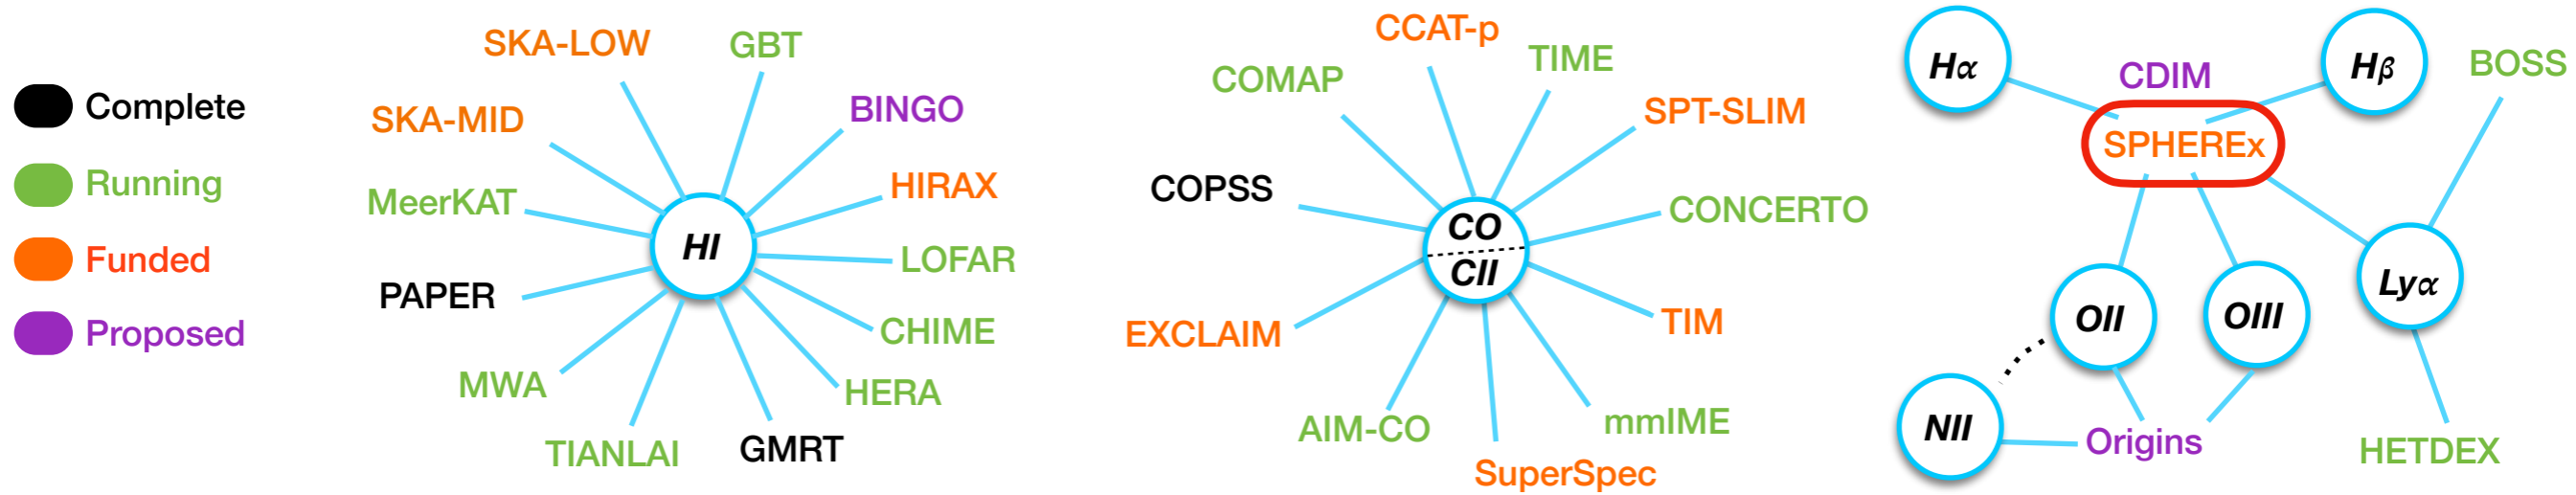 Complete
Running
Funded
Proposed
SKA-LOW
GBT
SKA-MID
BINGO
MeerKAT
HIRAX
HI
LOFAR
PAPER
CHIME
MWA
HERA
TIANLAI
GMRT
CCAT-p
COMAP
TIME
SPT-SLIM
COPSS
CONCERTO
CO
CII
EXCLAIM
TIM
AIM-CO
mmIME
SuperSpec
Hα
CDIM
Hβ
BOSS
SPHEREx
OII
OIII
Lyα
NII
Origins
HETDEX